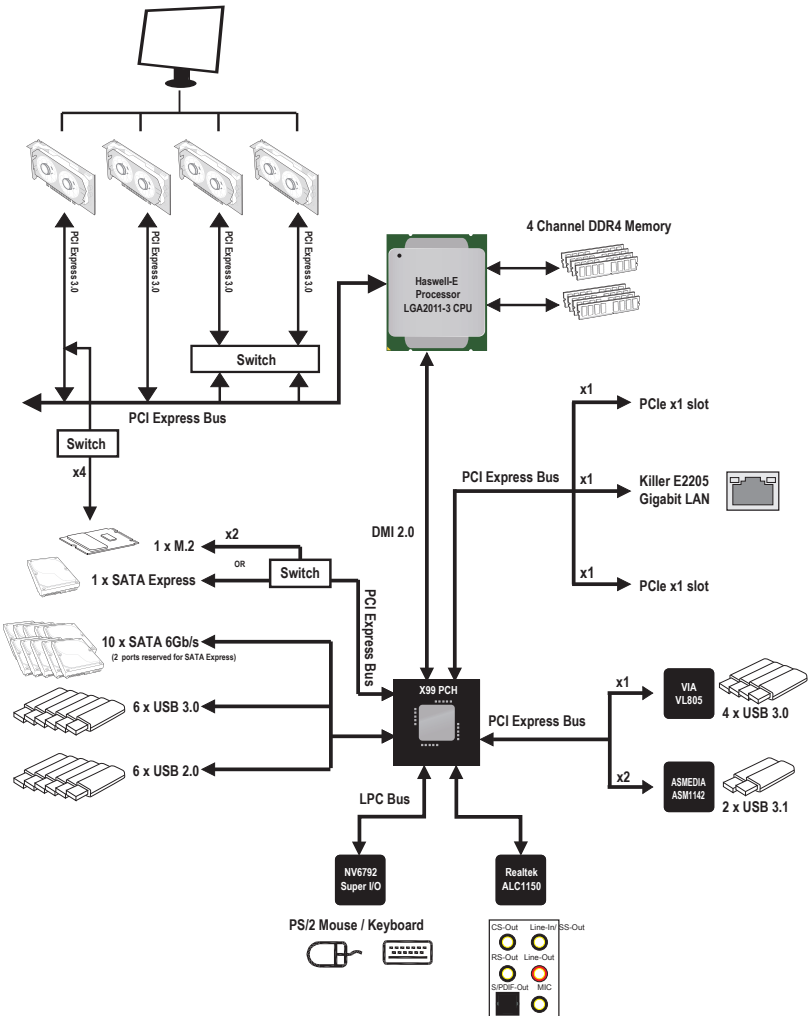 PCI Express 3.0
PCI Express 3.0
PCI Express 3.0
PCI Express 3.0
4 Channel DDR4 Memory
Haswell-E
Processor
LGA2011-3 CPU
Switch
PCI Express Bus
Switch
x4
x1
PCIe x1 slot
PCI Express Bus
x1
Killer E2205
Gigabit LAN
x1
PCIe x1 slot
DMI 2.0
1 x M.2
x2
OR
Switch
1 x SATA Express
PCI Express Bus
10 x SATA 6Gb/s
(2 ports reserved for SATA Express)
6 x USB 3.0
6 x USB 2.0
X99 PCH
PCI Express Bus
x1
VIA
VL805
4 x USB 3.0
x2
ASMEDIA
ASM1142
2 x USB 3.1
LPC Bus
NV6792
Super I/O
Realtek
ALC1150
PS/2 Mouse / Keyboard
CS-Out
Line-In/ SS-Out
RS-Out
Line-Out
S/PDIF-Out
MIC